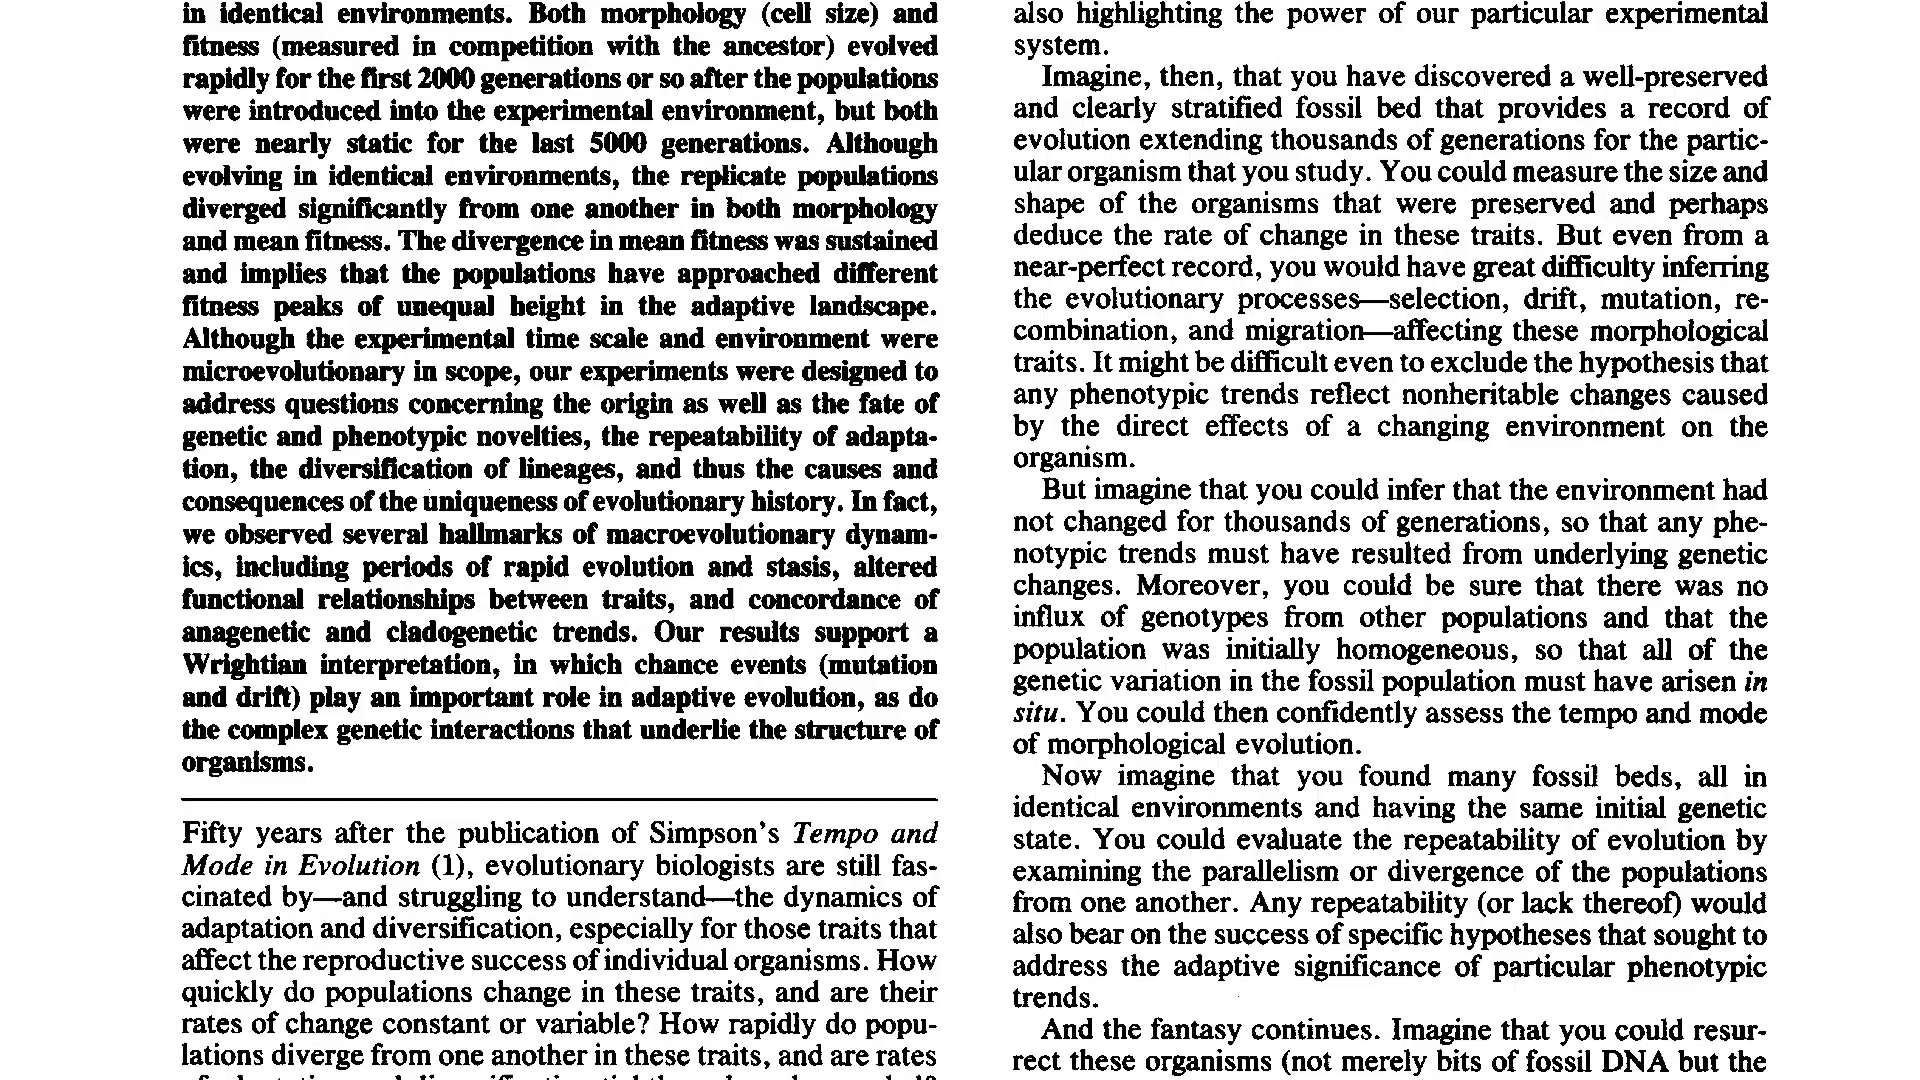 in identical environments. Both morphology (cell size) and
fitness (measured in competition with the ancestor) evolved
rapidly for the first 2000 generations or so after the populations
were introduced into the experimental environment, but both
were nearly static for the last 5000 generations. Although
evolving in identical environments, the replicate populations
diverged significantly from one another in both morphology
and mean fitness. The divergence in mean fitness was sustained
and implies that the populations have approached different
fitness peaks of unequal height in the adaptive landscape.
Although the experimental time scale and environment were
microevolutionary in scope, our experiments were designed to
address questions concerning the origin as well as the fate of
genetic and phenotypic novelties, the repeatability of adapta-
tion, the diversification of lineages, and thus the causes and
consequences of the uniqueness of evolutionary history. In fact,
we observed several hallmarks of macroevolutionary dynam-
ics, including periods of rapid evolution and stasis, altered
functional relationships between traits, and concordance of
anagenetic and cladogenetic trends. Our results support a
Wrightian interpretation, in which chance events (mutation
and drift) play an important role in adaptive evolution, as do
the complex genetic interactions that underlie the structure of
organisms.
Fifty years after the publication of Simpson's Tempo and
Mode in Evolution (1), evolutionary biologists are still fas-
cinated by—and struggling to understand—the dynamics of
adaptation and diversification, especially for those traits that
affect the reproductive success of individual organisms. How
quickly do populations change in these traits, and are their
rates of change constant or variable? How rapidly do popu-
lations diverge from one another in these traits, and are rates
also highlighting the power of our particular experimental
system.
Imagine, then, that you have discovered a well-preserved
and clearly stratified fossil bed that provides a record of
evolution extending thousands of generations for the partic-
ular organism that you study. You could measure the size and
shape of the organisms that were preserved and perhaps
deduce the rate of change in these traits. But even from a
near-perfect record, you would have great difficulty inferring
the evolutionary processes—selection, drift, mutation, re-
combination, and migration—affecting these morphological
traits. It might be difficult even to exclude the hypothesis that
any phenotypic trends reflect nonheritable changes caused
by the direct effects of a changing environment on the
organism.
But imagine that you could infer that the environment had
not changed for thousands of generations, so that any phe-
notypic trends must have resulted from underlying genetic
changes. Moreover, you could be sure that there was no
influx of genotypes from other populations and that the
population was initially homogeneous, so that all of the
genetic variation in the fossil population must have arisen in
situ. You could then confidently assess the tempo and mode
of morphological evolution.
Now imagine that you found many fossil beds, all in
identical environments and having the same initial genetic
state. You could evaluate the repeatability of evolution by
examining the parallelism or divergence of the populations
from one another. Any repeatability (or lack thereof) would
also bear on the success of specific hypotheses that sought to
address the adaptive significance of particular phenotypic
trends.
And the fantasy continues. Imagine that you could resur-
rect these organisms (not merely bits of fossil DNA but the